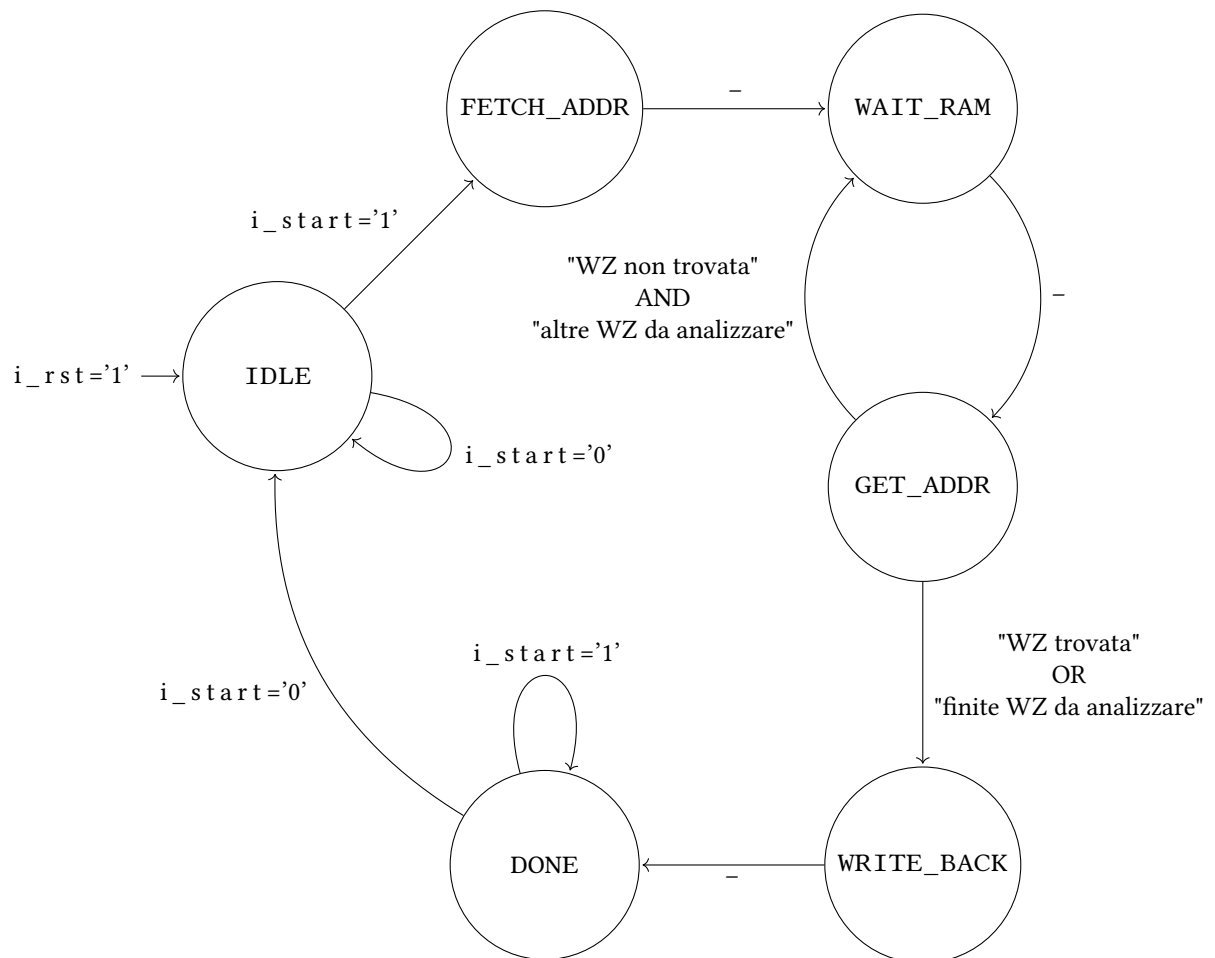 FETCH_ADDR
–
WAIT_RAM
i_start='1'
"WZ non trovata"
AND
"altre WZ da analizzare"
–
i_rst='1'
IDLE
i_start='0'
GET_ADDR
"WZ trovata"
OR
"finite WZ da analizzare"
i_start='1'
i_start='0'
DONE
–
WRITE_BACK